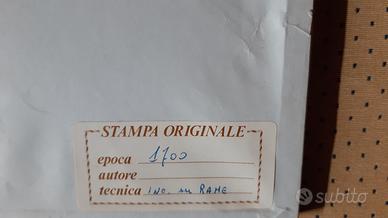 STAMPA ORIGINALE
epoca 1700
autore
tecnica INC. su RAME
subito